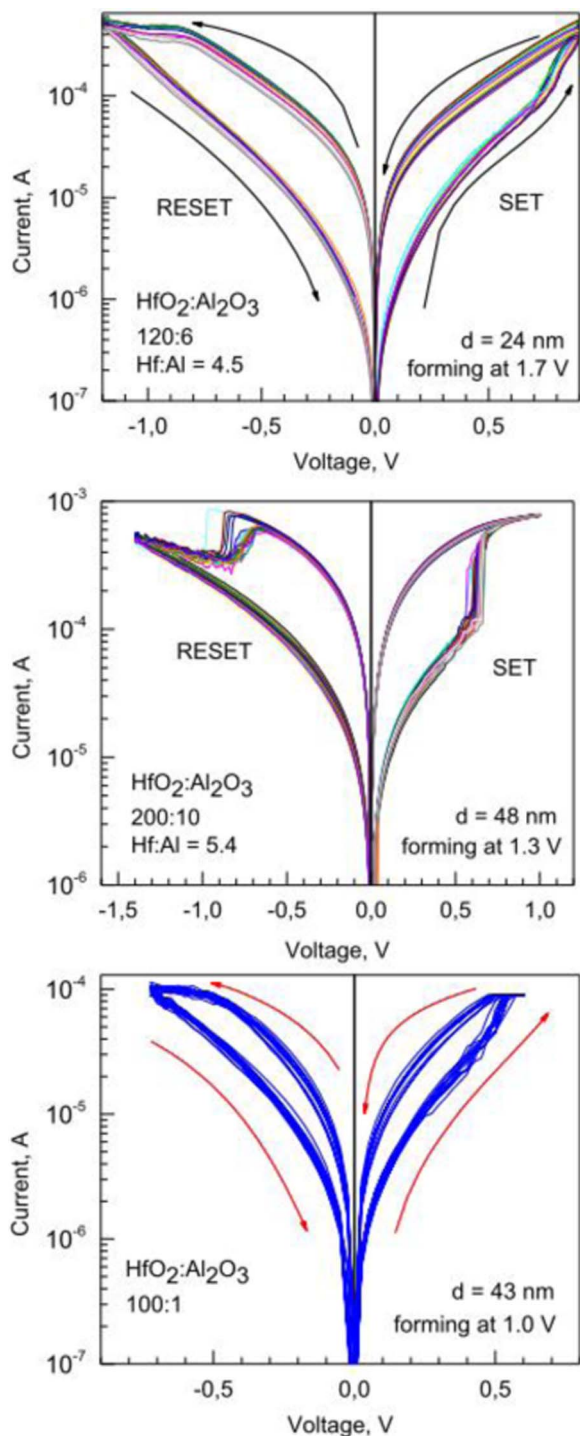 10⁻⁴
10⁻⁵
10⁻⁶
10⁻⁷
Current, A
RESET
SET
HfO₂:Al₂O₃
120:6
Hf:Al = 4.5
d = 24 nm
forming at 1.7 V
-1,0 -0,5 0,0 0,5
Voltage, V
10⁻³
10⁻⁴
10⁻⁵
10⁻⁶
Current, A
RESET
SET
HfO₂:Al₂O₃
200:10
Hf:Al = 5.4
d = 48 nm
forming at 1.3 V
-1.5 -1.0 -0.5 0.0 0.6 1.0
Voltage, V
10⁻⁴
10⁻⁵
10⁻⁶
10⁻⁷
Current, A
HfO₂:Al₂O₃
100:1
d = 43 nm
forming at 1.0 V
-0,5 0,0 0,5
Voltage, V